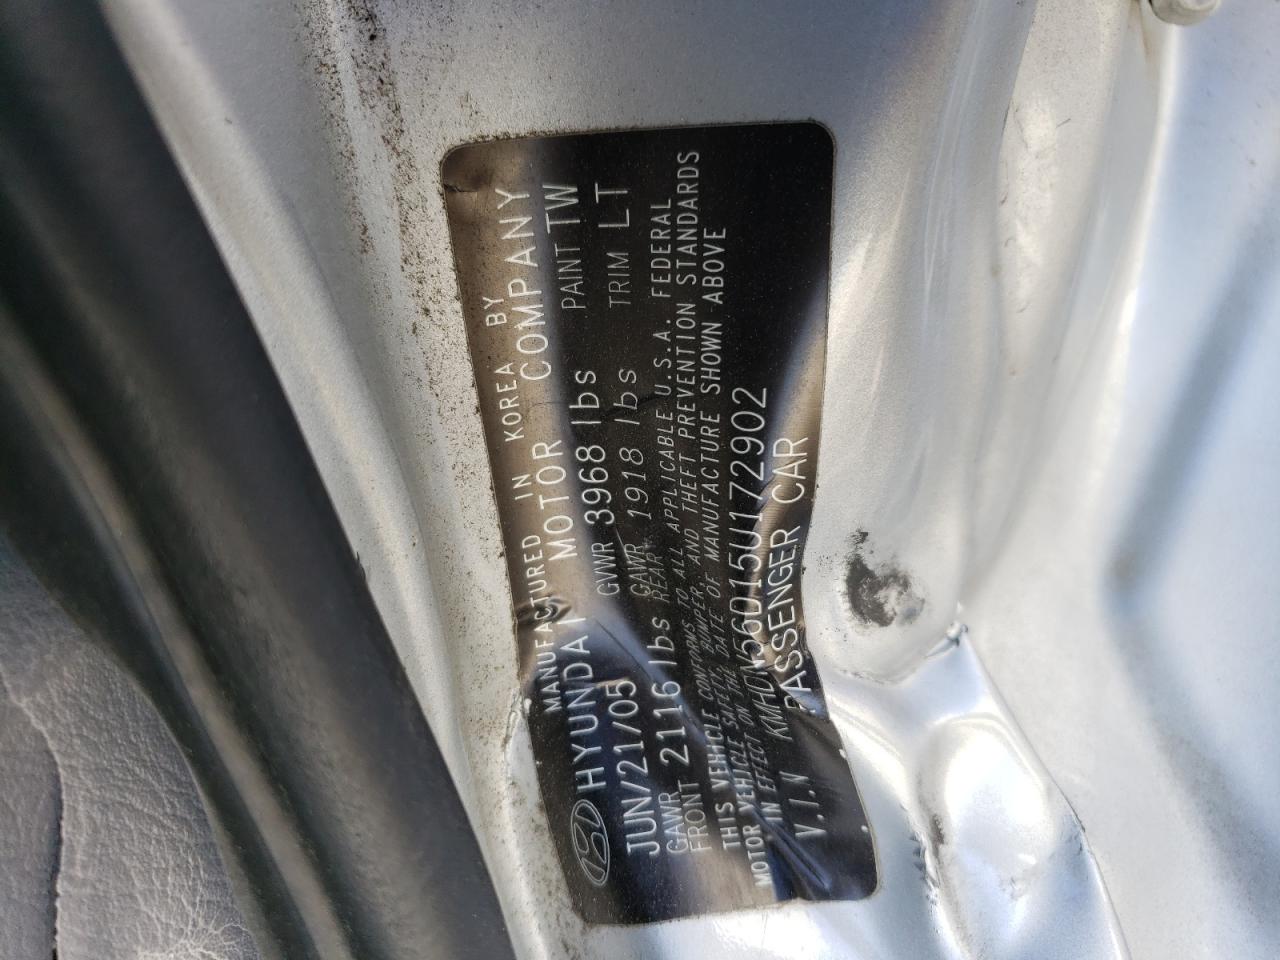 MANUFACTURED IN KOREA BY
HYUNDAI MOTOR COMPANY
JUN/21/05 GVWR 3968 lbs PAINT TW
GAWR FRONT 2116 lbs GAWR REAR 1918 lbs TRIM LT
THIS VEHICLE CONFORMS TO ALL APPLICABLE U.S.A. FEDERAL
MOTOR VEHICLE SAFETY, BUMPER, AND THEFT PREVENTION STANDARDS
IN EFFECT ON THE DATE OF MANUFACTURE SHOWN ABOVE
V.I.N KMHDN56D15U172902
PASSENGER CAR